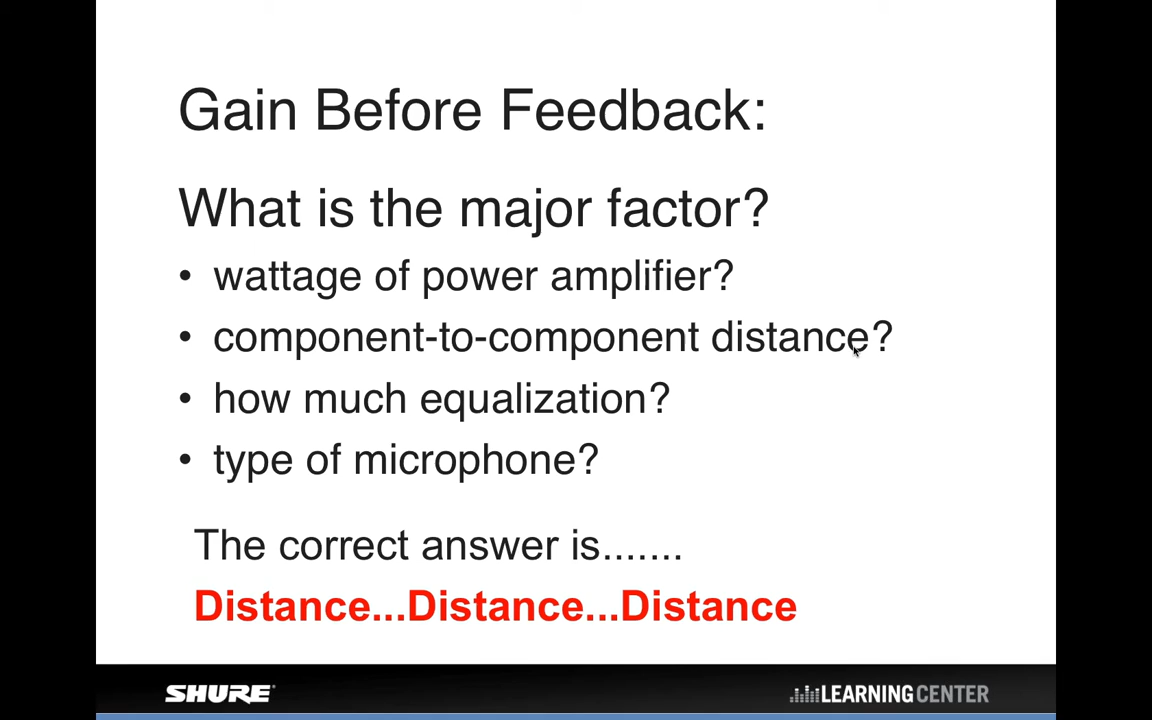 Gain Before Feedback:
What is the major factor?
• wattage of power amplifier?
• component-to-component distance?
• how much equalization?
• type of microphone?
The correct answer is.......
Distance...Distance...Distance
SHURE LEARNING CENTER